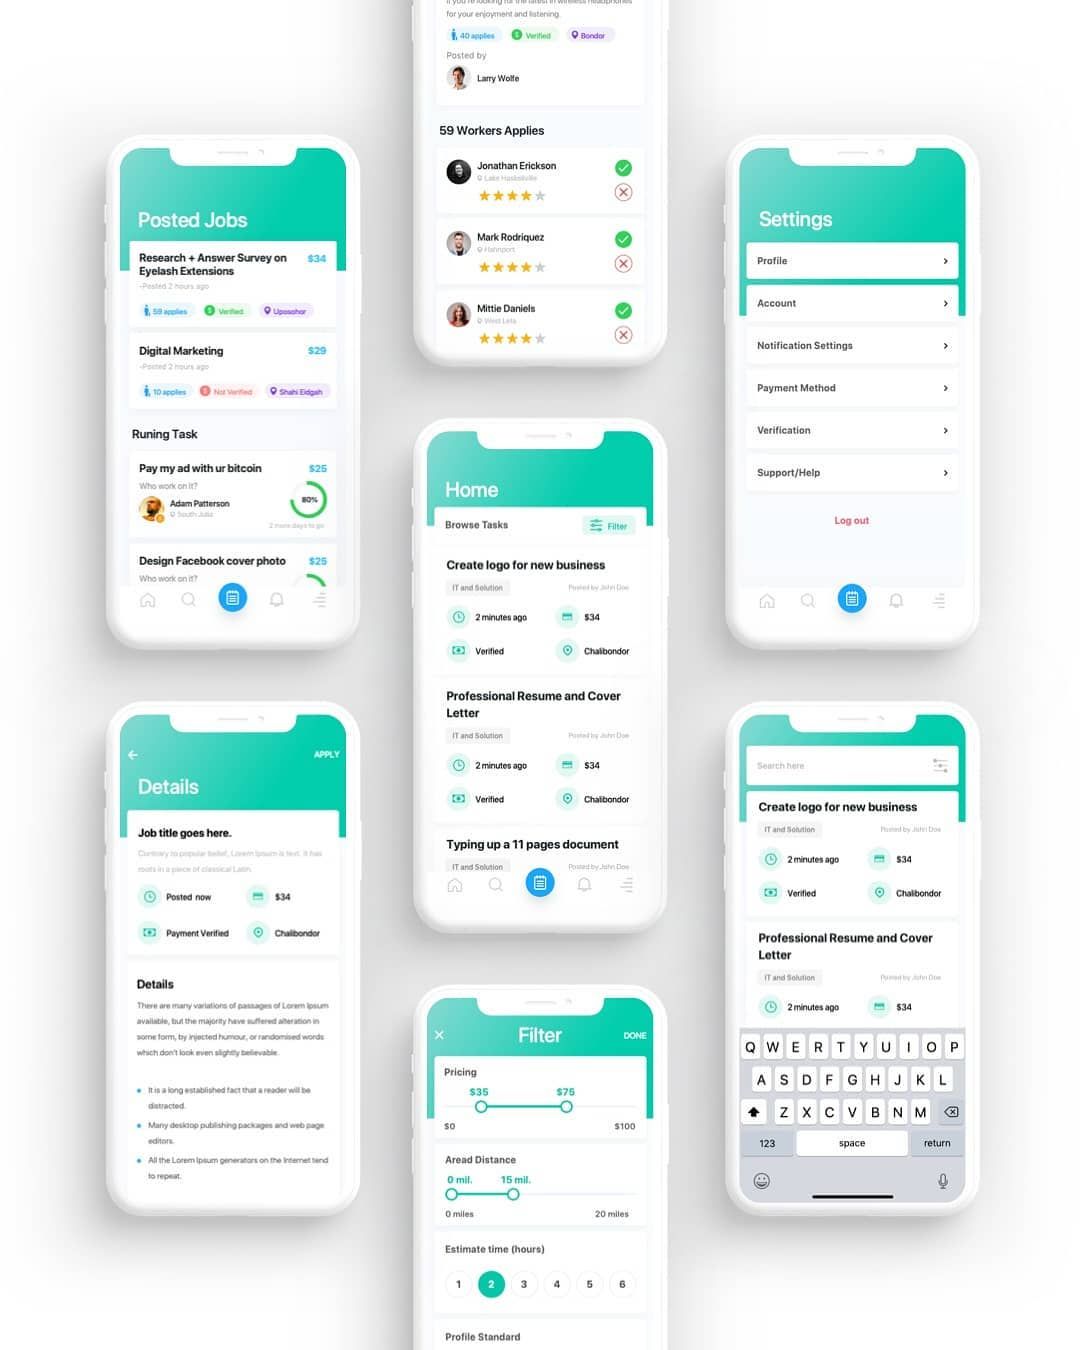 If you're looking for the latest in wireless headphones
for your enjoyment and listening.
40 applies
Verified
Bondor
Posted by
Larry Wolfe
59 Workers Applies
Jonathan Erickson
Lake Haskellville
Mark Rodriquez
Hahnport
Mittie Daniels
West Leta
Posted Jobs
Research + Answer Survey on
Eyelash Extensions
$34
-Posted 2 hours ago
59 applies
Verified
Uposohor
Digital Marketing
$29
-Posted 2 hours ago
10 applies
Not Verified
Shahi Eidgah
Runing Task
Pay my ad with ur bitcoin
$25
Who work on it?
Adam Patterson
South Julia
80%
2 more days to go
Design Facebook cover photo
$25
Who work on it?
Settings
Profile
Account
Notification Settings
Payment Method
Verification
Support/Help
Log out
Home
Browse Tasks
Filter
Create logo for new business
IT and Solution
Posted by John Doe
2 minutes ago
$34
Verified
Chalibondor
Professional Resume and Cover
Letter
IT and Solution
Posted by John Doe
2 minutes ago
$34
Verified
Chalibondor
Typing up a 11 pages document
IT and Solution
Posted by John Doe
APPLY
Details
Job title goes here.
Contrary to popular belief, Lorem Ipsum is text. It has
roots in a piece of classical Latin.
Posted now
$34
Payment Verified
Chalibondor
Details
There are many variations of passages of Lorem Ipsum
available, but the majority have suffered alteration in
some form, by injected humour, or randomised words
which don't look even slightly believable.
It is a long established fact that a reader will be
distracted.
Many desktop publishing packages and web page
editors.
All the Lorem Ipsum generators on the Internet tend
to repeat.
Filter
DONE
Pricing
$35
$75
$0
$100
Aread Distance
0 mil.
15 mil.
0 miles
20 miles
Estimate time (hours)
1 2 3 4 5 6
Profile Standard
Search here
Create logo for new business
IT and Solution
Posted by John Doe
2 minutes ago
$34
Verified
Chalibondor
Professional Resume and Cover
Letter
IT and Solution
Posted by John Doe
2 minutes ago
$34
Q W E R T Y U I O P
A S D F G H J K L
Z X C V B N M
123
space
return